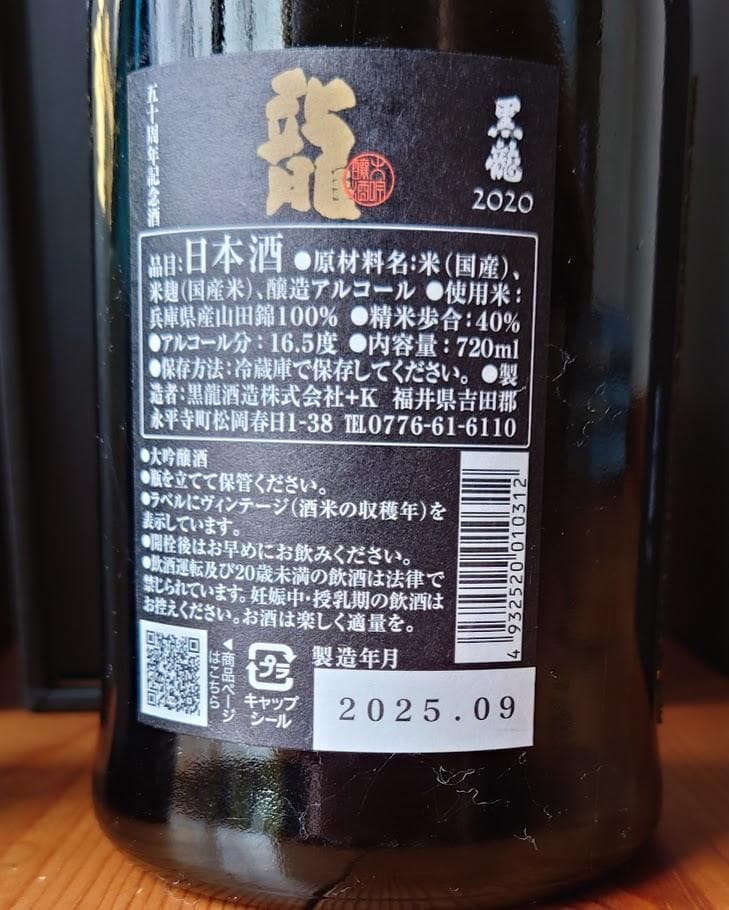 五十周年記念酒
龍
大吟醸酒
黒龍
2020
品目:日本酒 ●原材料名:米(国産)、
米麹(国産米)、醸造アルコール ●使用米:
兵庫県産山田錦100% ●精米歩合:40%
●アルコール分:16.5度 ●内容量:720ml
●保存方法:冷蔵庫で保存してください。 ●製
造者:黒龍酒造株式会社+K 福井県吉田郡
永平寺町松岡春日1-38 TEL0776-61-6110
●大吟醸酒
●瓶を立てて保管ください。
●ラベルにヴィンテージ(酒米の収穫年)を
表示しています。
●開栓後はお早めにお飲みください。
●飲酒運転及び20歳未満の飲酒は法律で
禁じられています。妊娠中・授乳期の飲酒は
お控えください。お酒は楽しく適量を。
4 932520 010312
◀商品ページ
はこちら
プラ
キャップ
シール
製造年月
2025.09